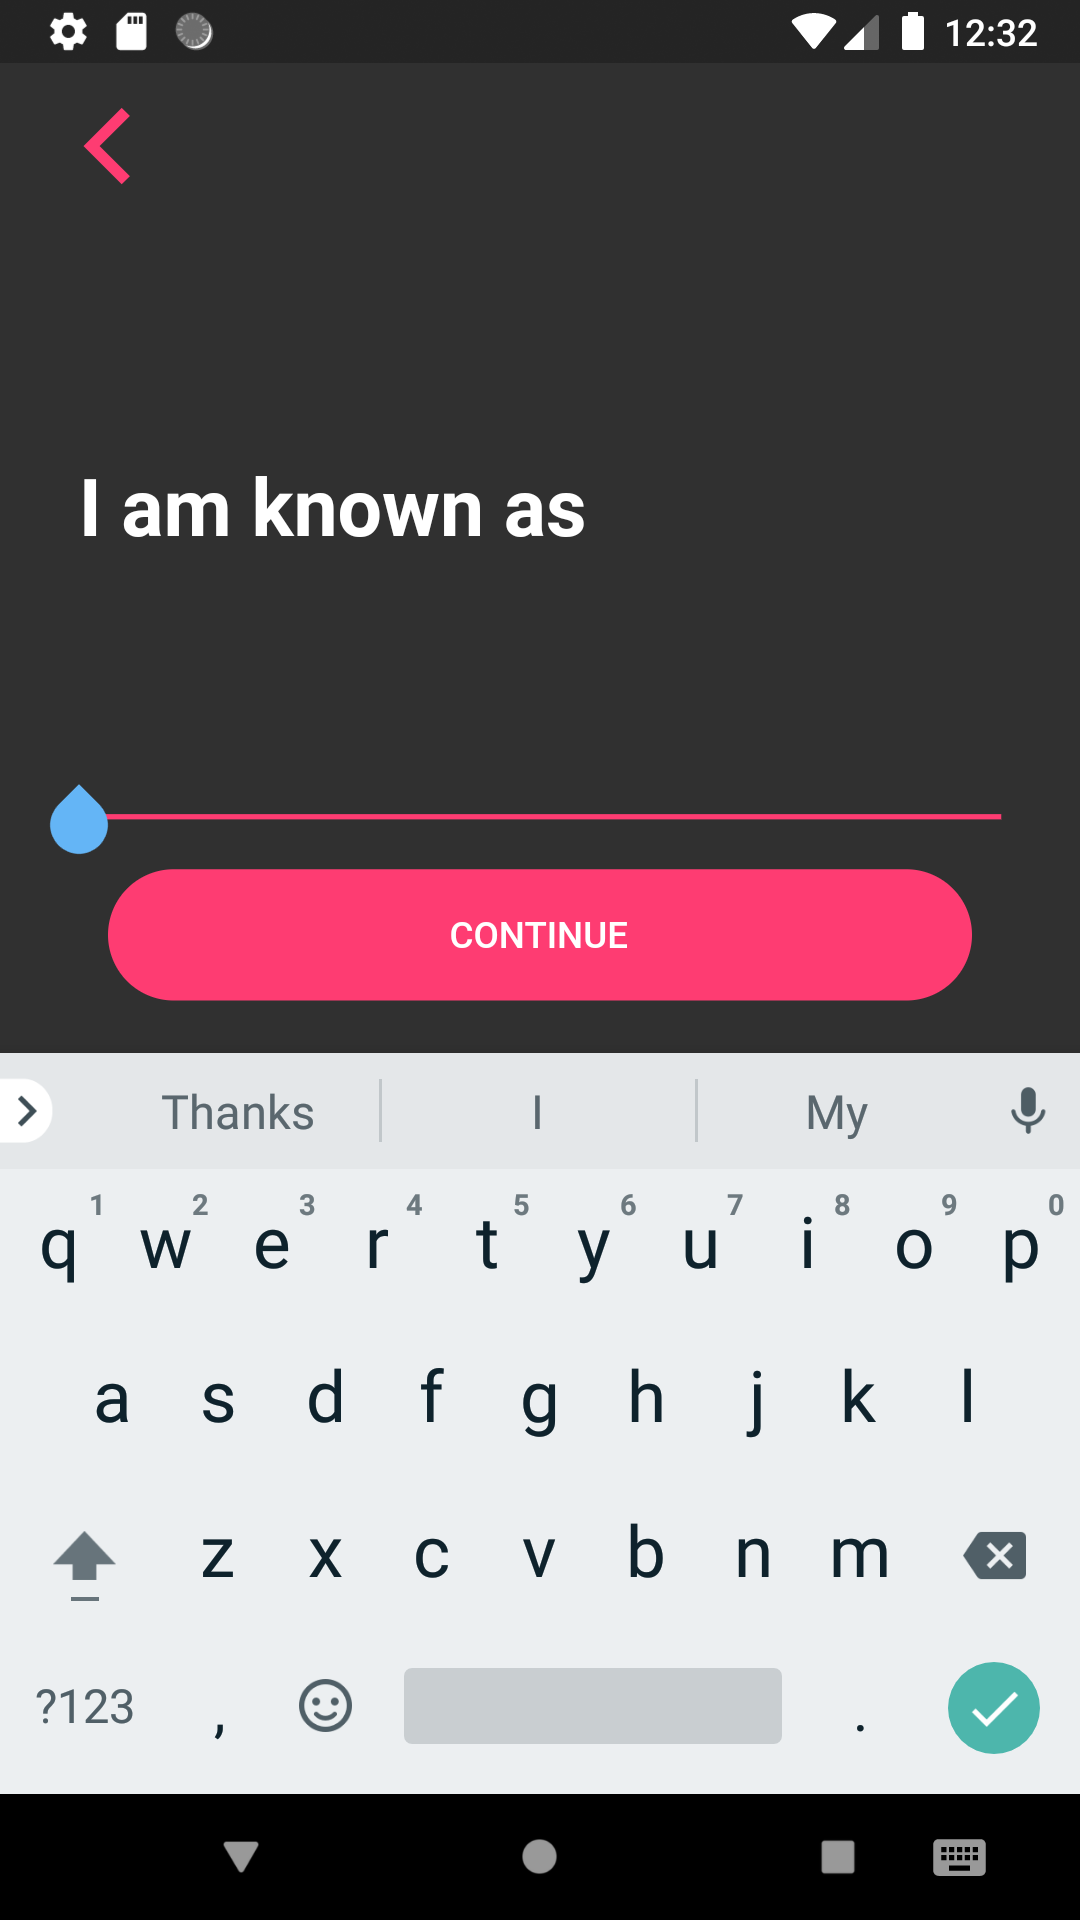 12:32
I am known as
CONTINUE
Thanks I My
1 2 3 4 5 6 7 8 9 0
q w e r t y u i o p
a s d f g h j k l
z x c v b n m
?123 , .